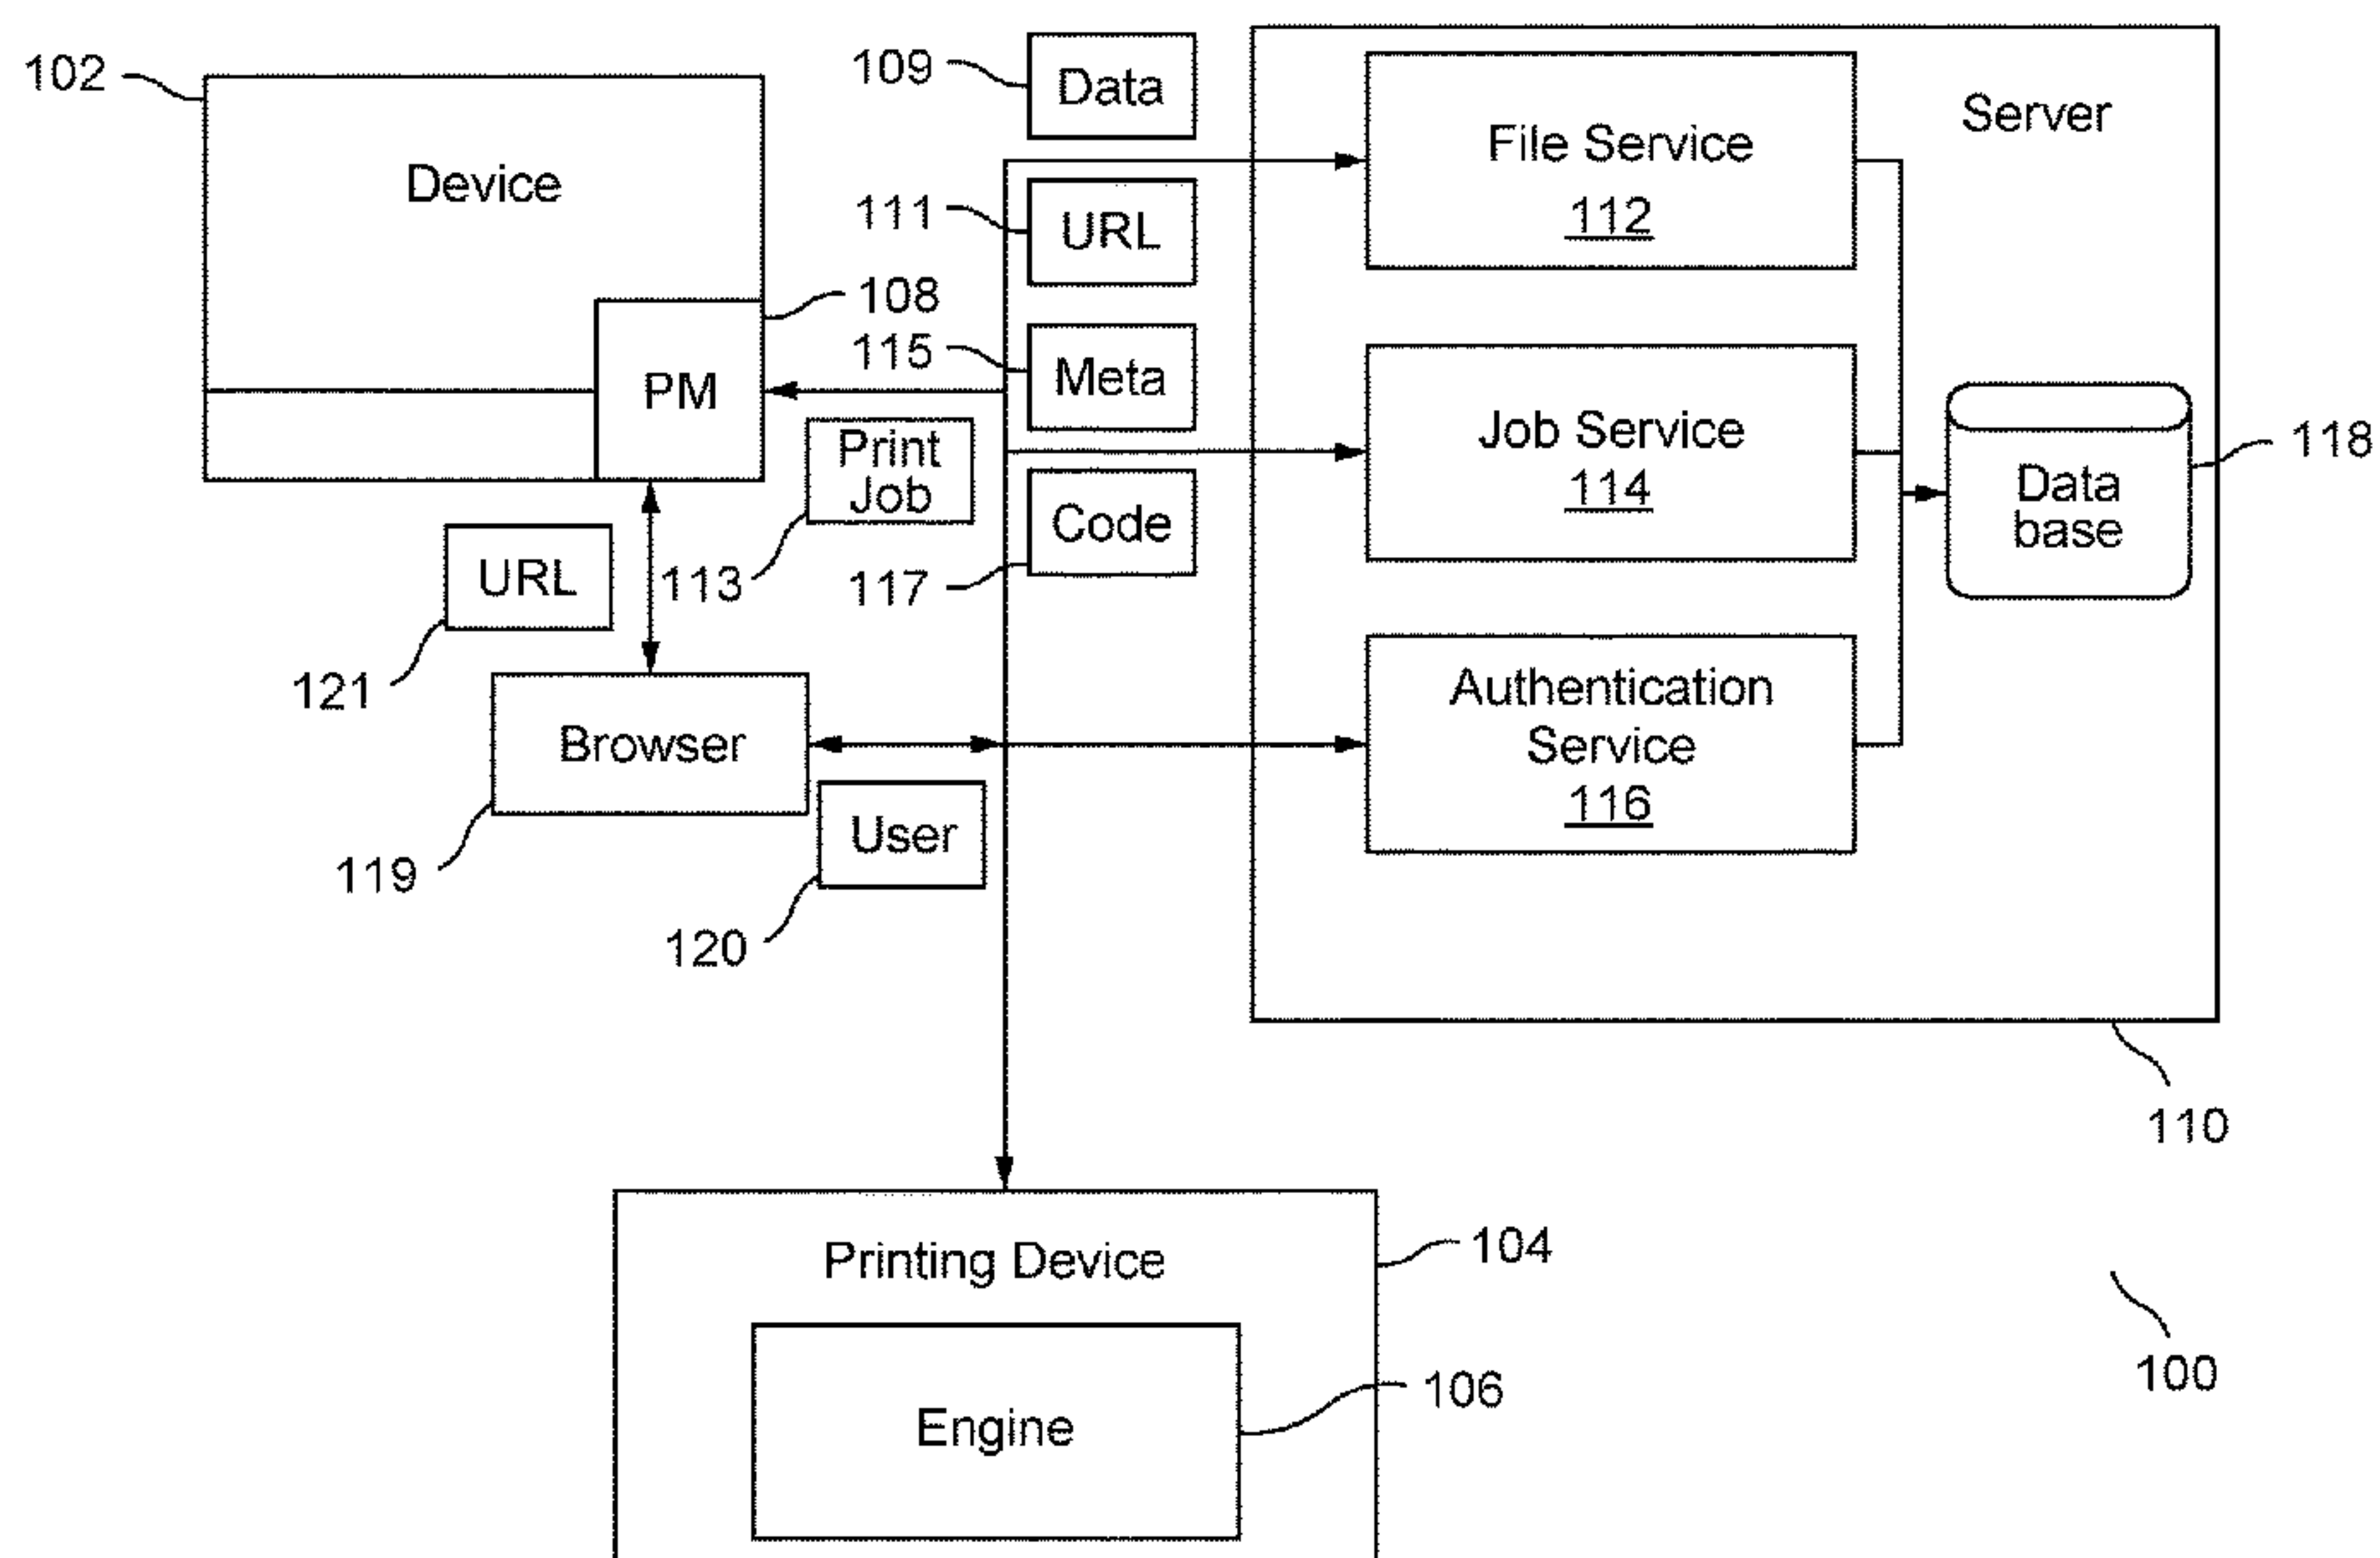 102
Device
108
PM
109
Data
111
URL
115
Meta
Print
Job
113
Code
117
URL
121
Browser
119
User
120
Server
File Service
112
Job Service
114
Authentication
Service
116
Data
base
118
110
Printing Device
104
Engine
106
100